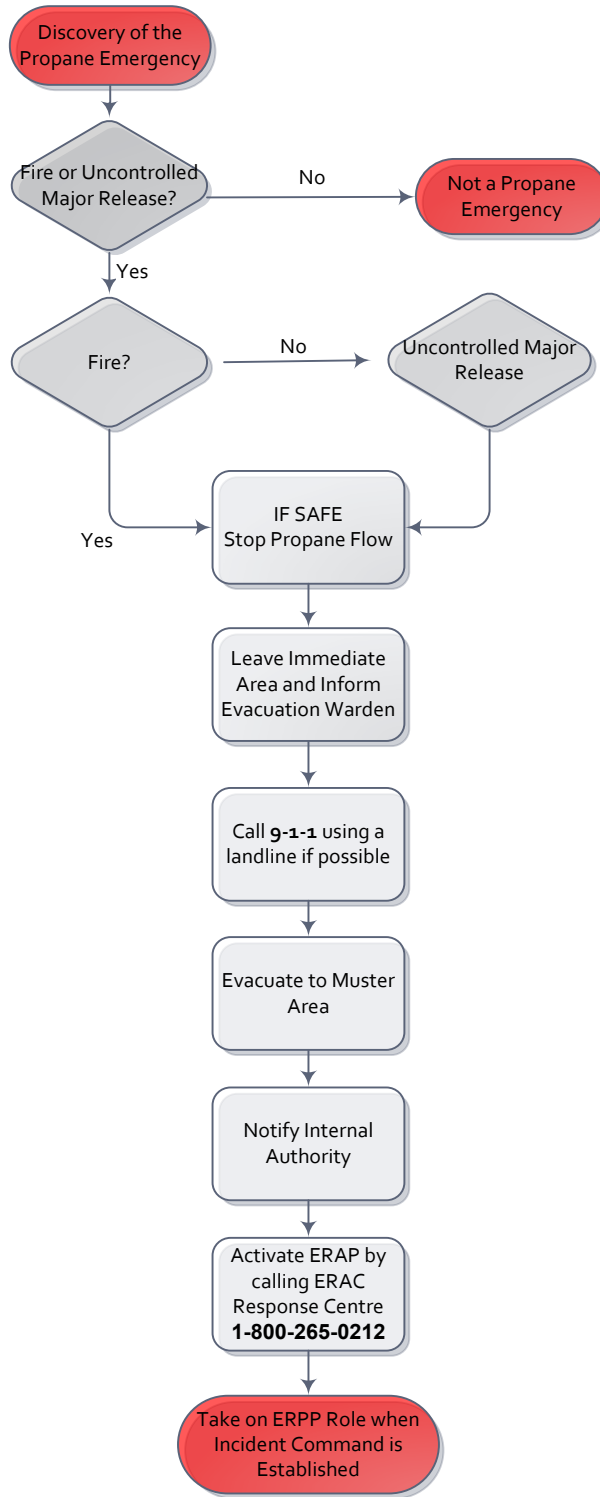 Discovery of the
Propane Emergency
Fire or Uncontrolled
Major Release?
No
Not a Propane
Emergency
Yes
Fire?
No
Uncontrolled Major
Release
Yes
IF SAFE
Stop Propane Flow
Leave Immediate
Area and Inform
Evacuation Warden
Call 9-1-1 using a
landline if possible
Evacuate to Muster
Area
Notify Internal
Authority
Activate ERAP by
calling ERAC
Response Centre
1-800-265-0212
Take on ERPP Role when
Incident Command is
Established